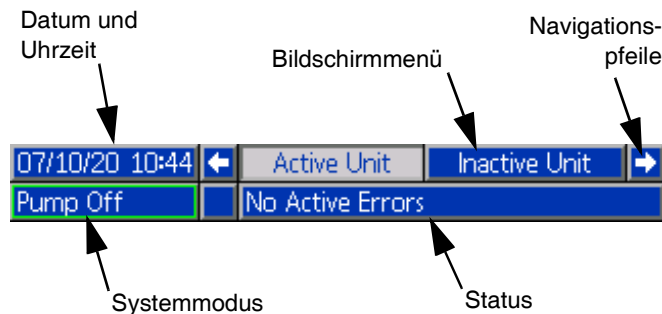 Datum und
Uhrzeit
Bildschirmmenü
Navigations-
pfeile
07/10/20 10:44 Active Unit Inactive Unit
Pump Off No Active Errors
Systemmodus
Status